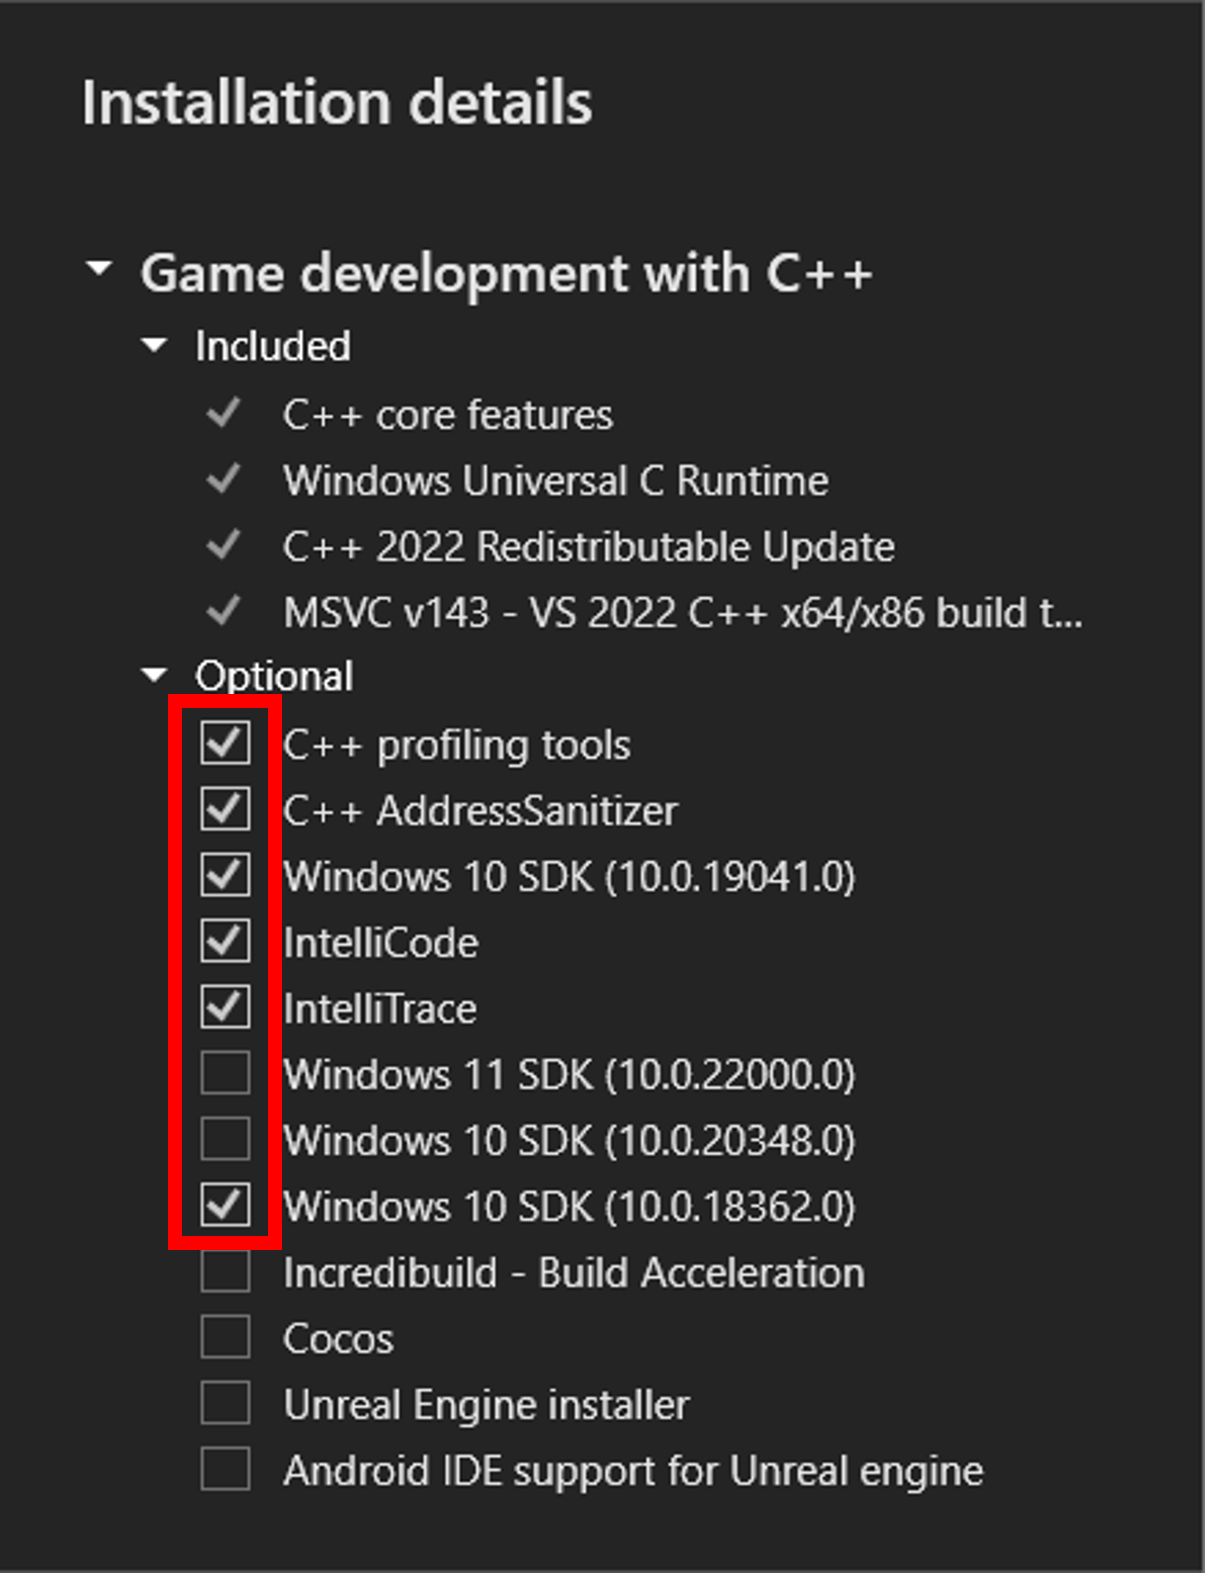 Installation details
Game development with C++
Included
C++ core features
Windows Universal C Runtime
C++ 2022 Redistributable Update
MSVC v143 - VS 2022 C++ x64/x86 build t...
Optional
C++ profiling tools
C++ AddressSanitizer
Windows 10 SDK (10.0.19041.0)
IntelliCode
IntelliTrace
Windows 11 SDK (10.0.22000.0)
Windows 10 SDK (10.0.20348.0)
Windows 10 SDK (10.0.18362.0)
Incredibuild - Build Acceleration
Cocos
Unreal Engine installer
Android IDE support for Unreal engine